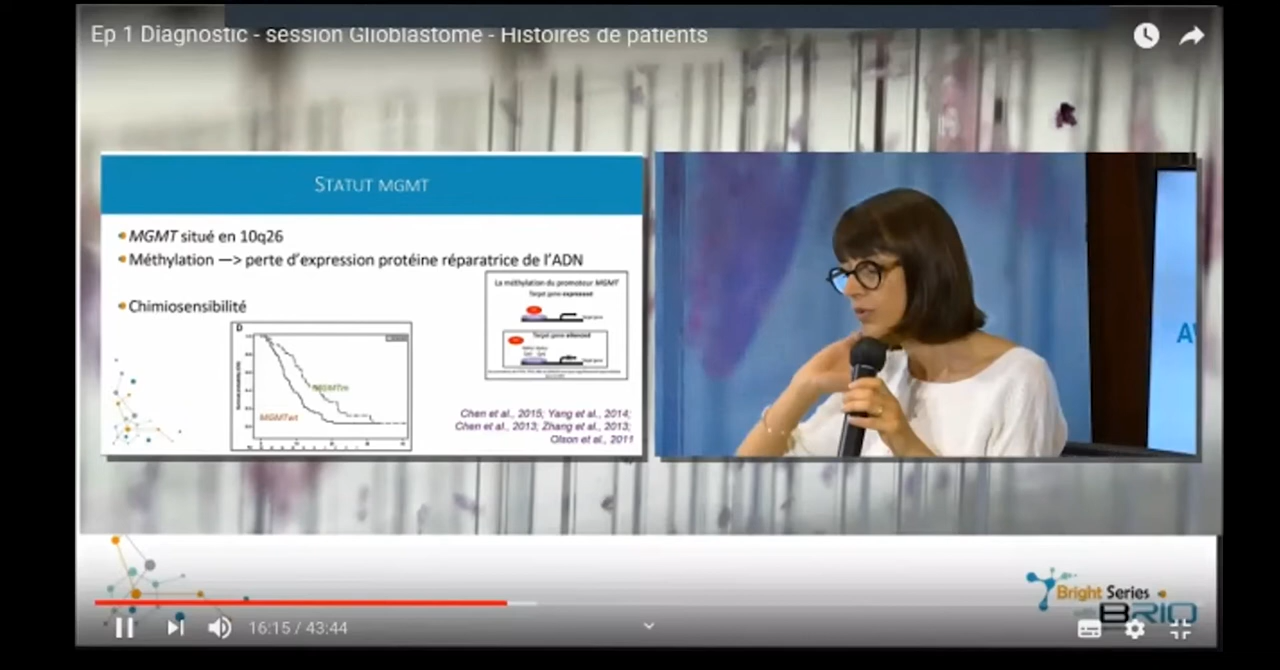 Ep 1 Diagnostic - session Glioblastome - Histoires de patients
STATUT MGMT
MGMT situé en 10q26
Méthylation —> perte d'expression protéine réparatrice de l'ADN
La méthylation du promoteur MGMT
Target gene expressed
Chimiosensibilité
Target gene silenced
D
MGMTm
MGMTwt
Chen et al., 2015; Yang et al., 2014;
Chen et al., 2013; Zhang et al., 2013;
Olson et al., 2011
Bright Series
BRIO
16:15 / 43:44